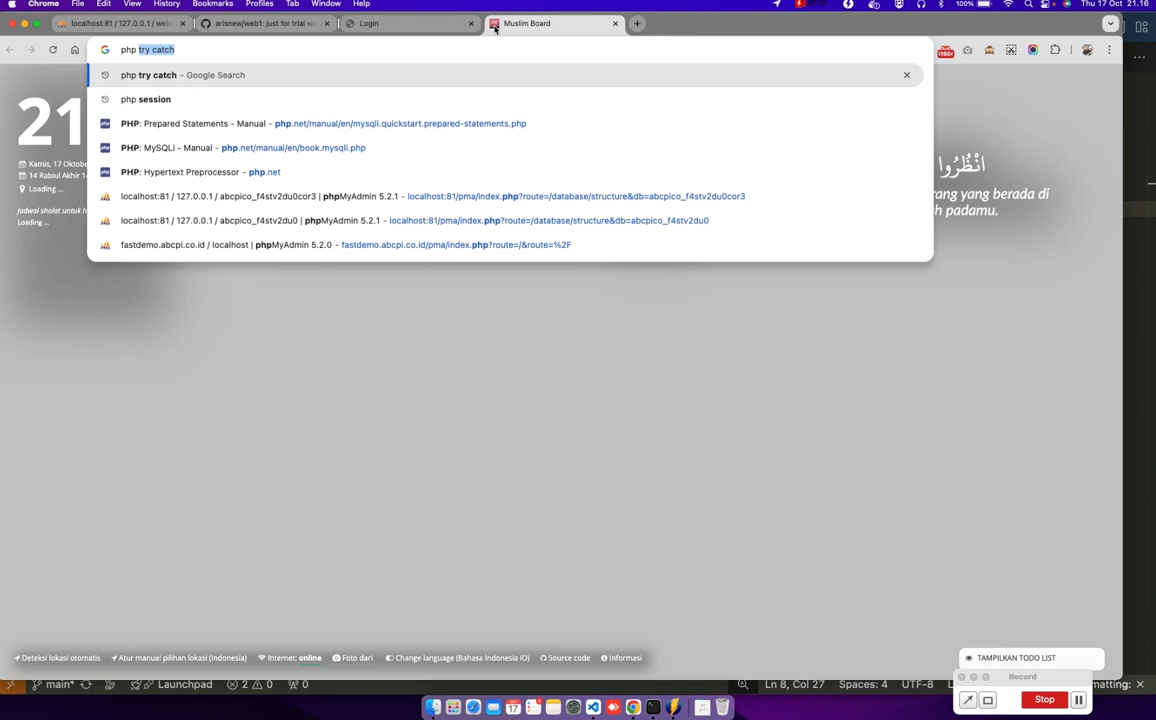 Chrome File Edit View History Bookmarks Profiles Tab Window Help 100% Thu 17 Oct 21.16
localhost:81 / 127.0.0.1 / web
arisnew/web1: just for trial w
Login
Muslim Board
php try catch
php try catch - Google Search
php session
PHP: Prepared Statements - Manual - php.net/manual/en/mysqli.quickstart.prepared-statements.php
PHP: MySQLi - Manual - php.net/manual/en/book.mysqli.php
PHP: Hypertext Preprocessor - php.net
localhost:81 / 127.0.0.1 / abcpico_f4stv2du0cor3 | phpMyAdmin 5.2.1 - localhost:81/pma/index.php?route=/database/structure&db=abcpico_f4stv2du0cor3
localhost:81 / 127.0.0.1 / abcpico_f4stv2du0 | phpMyAdmin 5.2.1 - localhost:81/pma/index.php?route=/database/structure&db=abcpico_f4stv2du0
fastdemo.abcpi.co.id / localhost | phpMyAdmin 5.2.0 - fastdemo.abcpi.co.id/pma/index.php?route=/&route=%2F
21
Kamis, 17 Oktobe
14 Rabiul Akhir 1
Loading ...
Jadwal sholat untuk h
Loading ...
انْظُرُوا
rang yang berada di
h padamu.
Deteksi lokasi otomatis Atur manual pilihan lokasi (Indonesia) Internet: online Foto dari Change language (Bahasa Indonesia ID) Source code Informasi
TAMPILKAN TODO LIST
Record
Stop
main* Launchpad 2 0 0 Ln 8, Col 27 Spaces: 4 UTF-8 matting:
17